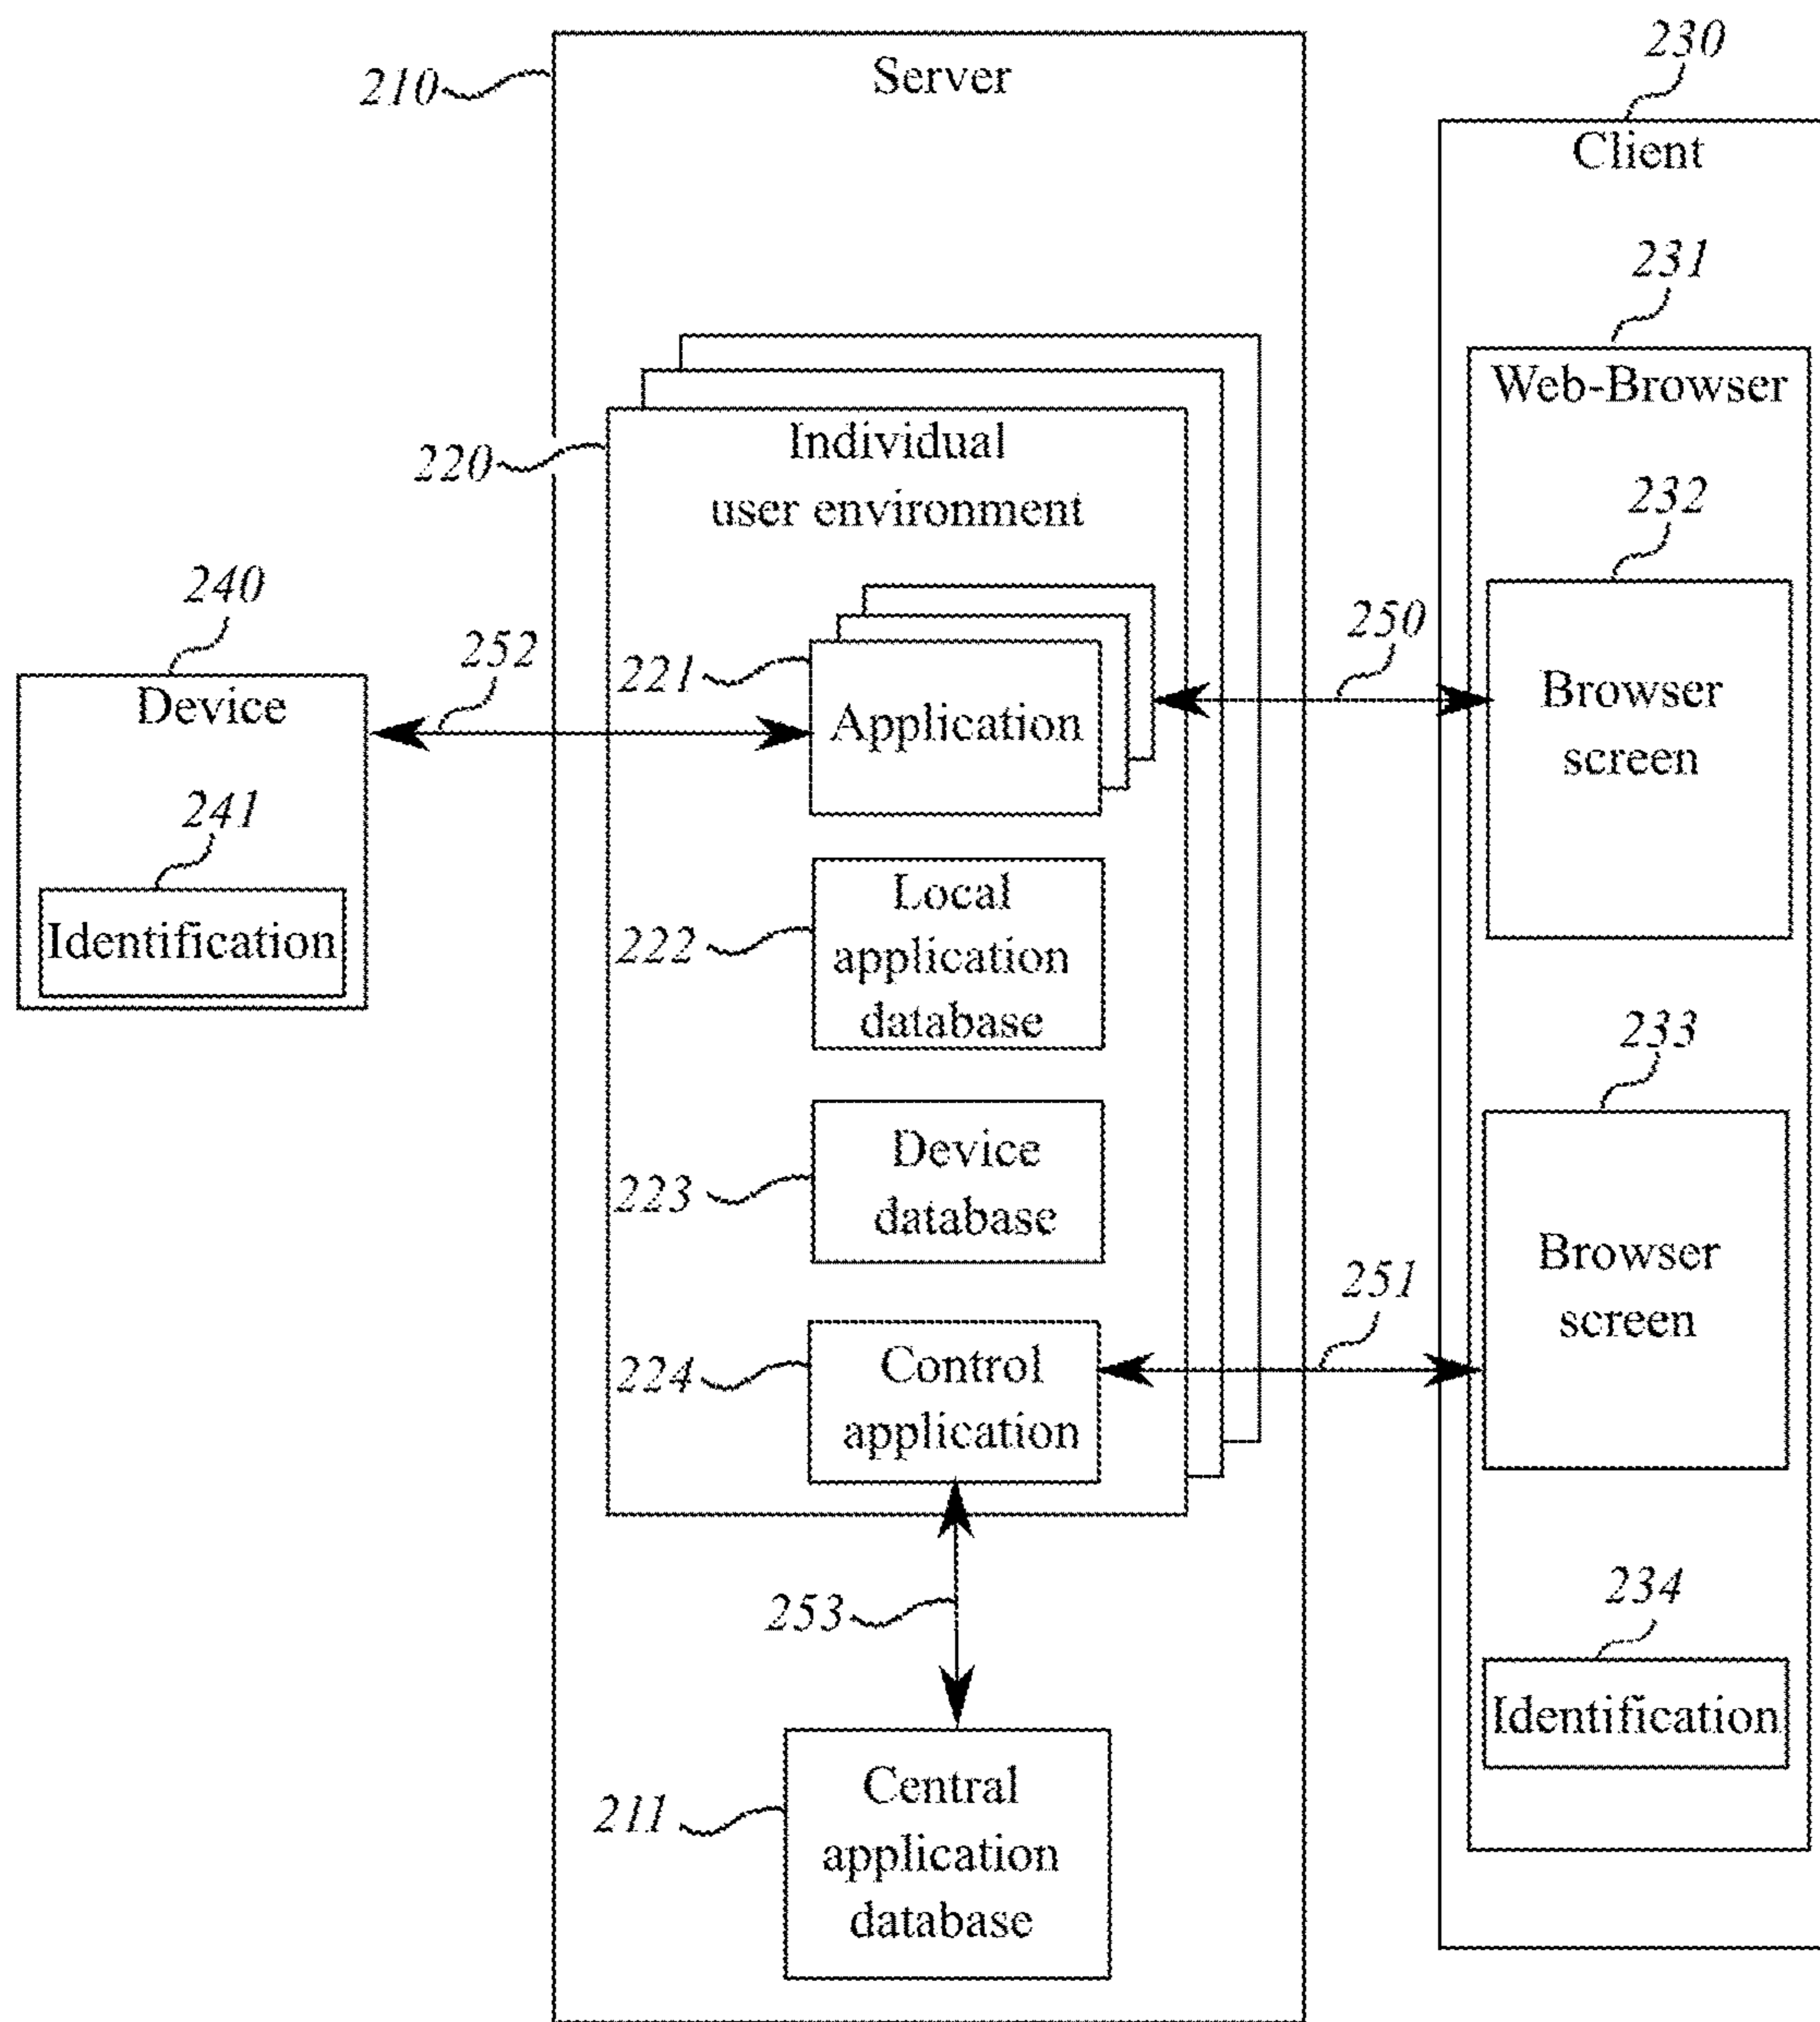 210
Server
230
Client
231
Web-Browser
220
Individual
user environment
232
240
252
221
250
Device
Application
Browser
screen
241
Identification
222
Local
application
database
233
223
Device
database
251
Browser
screen
224
Control
application
253
234
Identification
211
Central
application
database